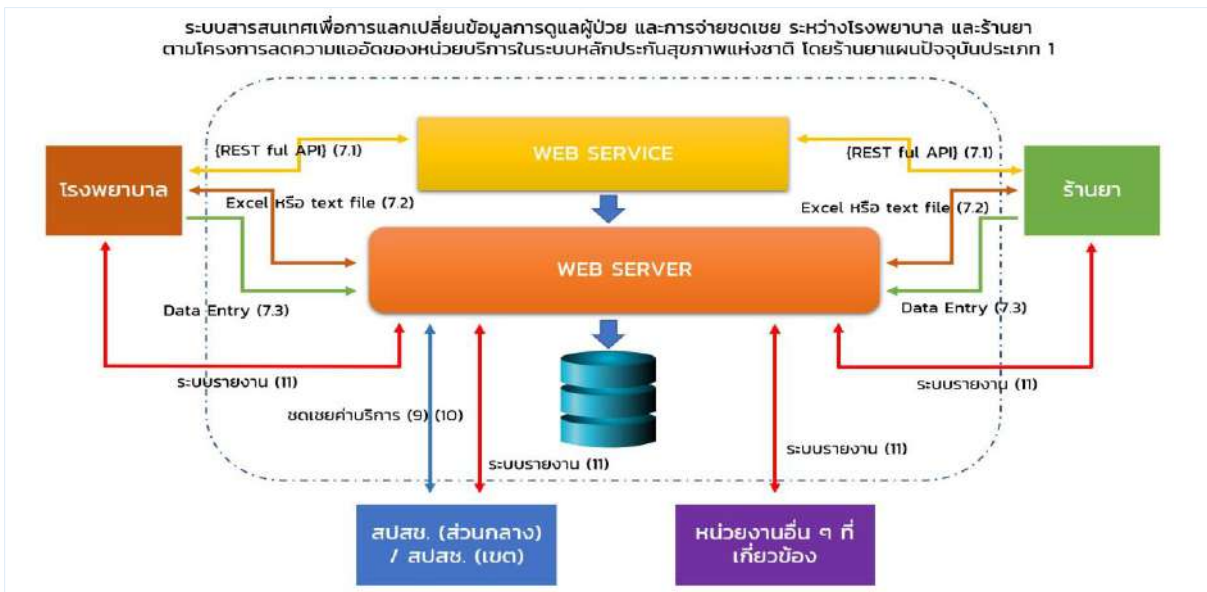 ระบบสารสนเทศเพื่อการแลกเปลี่ยนข้อมูลการดูแลผู้ป่วย และการจ่ายชดเชย ระหว่างโรงพยาบาล และร้านยา
ตามโครงการลดความแออัดของหน่วยบริการในระบบหลักประกันสุขภาพแห่งชาติ โดยร้านยาแผนปัจจุบันประเภท 1
{REST ful API} (7.1)
WEB SERVICE
{REST ful API} (7.1)
โรงพยาบาล
ร้านยา
Excel หรือ text file (7.2)
Excel หรือ text file (7.2)
WEB SERVER
Data Entry (7.3)
Data Entry (7.3)
ระบบรายงาน (11)
ระบบรายงาน (11)
ชดเชยค่าบริการ (9) (10)
ระบบรายงาน (11)
ระบบรายงาน (11)
สปสช. (ส่วนกลาง)
/ สปสช. (เขต)
หน่วยงานอื่น ๆ ที่
เกี่ยวข้อง